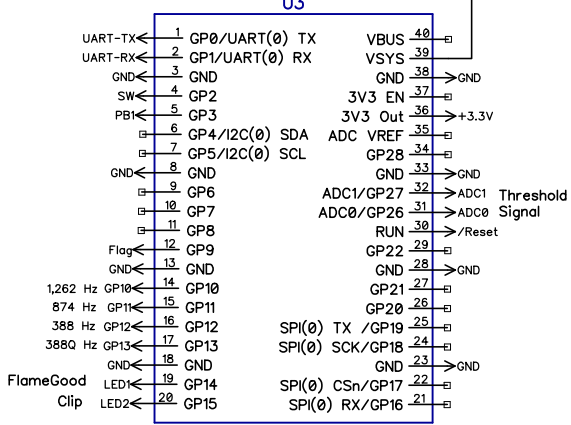 U3
UART-TX 1 GP0/UART(0) TX VBUS 40
UART-RX 2 GP1/UART(0) RX VSYS 39
GND 3 GND GND 38 GND
SW 4 GP2 3V3 EN 37
PB1 5 GP3 3V3 Out 36 +3.3V
6 GP4/I2C(0) SDA ADC VREF 35
7 GP5/I2C(0) SCL GP28 34
GND 8 GND GND 33 GND
9 GP6 ADC1/GP27 32 ADC1 Threshold
10 GP7 ADC0/GP26 31 ADC0 Signal
11 GP8 RUN 30 /Reset
Flag 12 GP9 GP22 29
GND 13 GND GND 28 GND
1,262 Hz GP10 14 GP10 GP21 27
874 Hz GP11 15 GP11 GP20 26
388 Hz GP12 16 GP12 SPI(0) TX /GP19 25
388Q Hz GP13 17 GP13 SPI(0) SCK/GP18 24
GND 18 GND GND 23 GND
FlameGood LED1 19 GP14 SPI(0) CSn/GP17 22
Clip LED2 20 GP15 SPI(0) RX/GP16 21